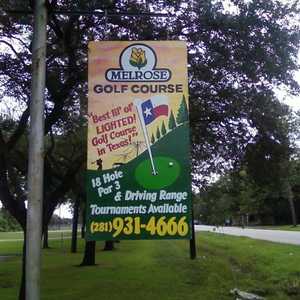 MELROSE
GOLF COURSE
"Best lil' ol'
LIGHTED!
Golf Course
in Texas!"
18 Hole
Par 3
& Driving Range
Tournaments Available
(281) 931-4666